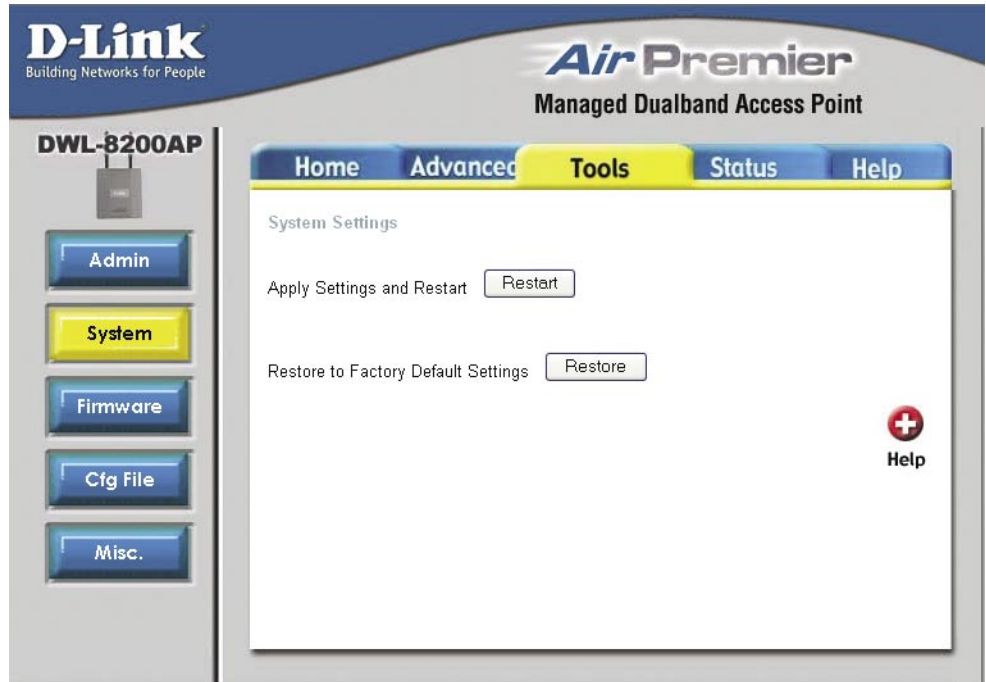 D-Link
Building Networks for People
Air Premier
Managed Dualband Access Point
DWL-8200AP
Home Advanced Tools Status Help
System Settings
Admin
Apply Settings and Restart Restart
System
Restore to Factory Default Settings Restore
Firmware
Help
Cfg File
Misc.